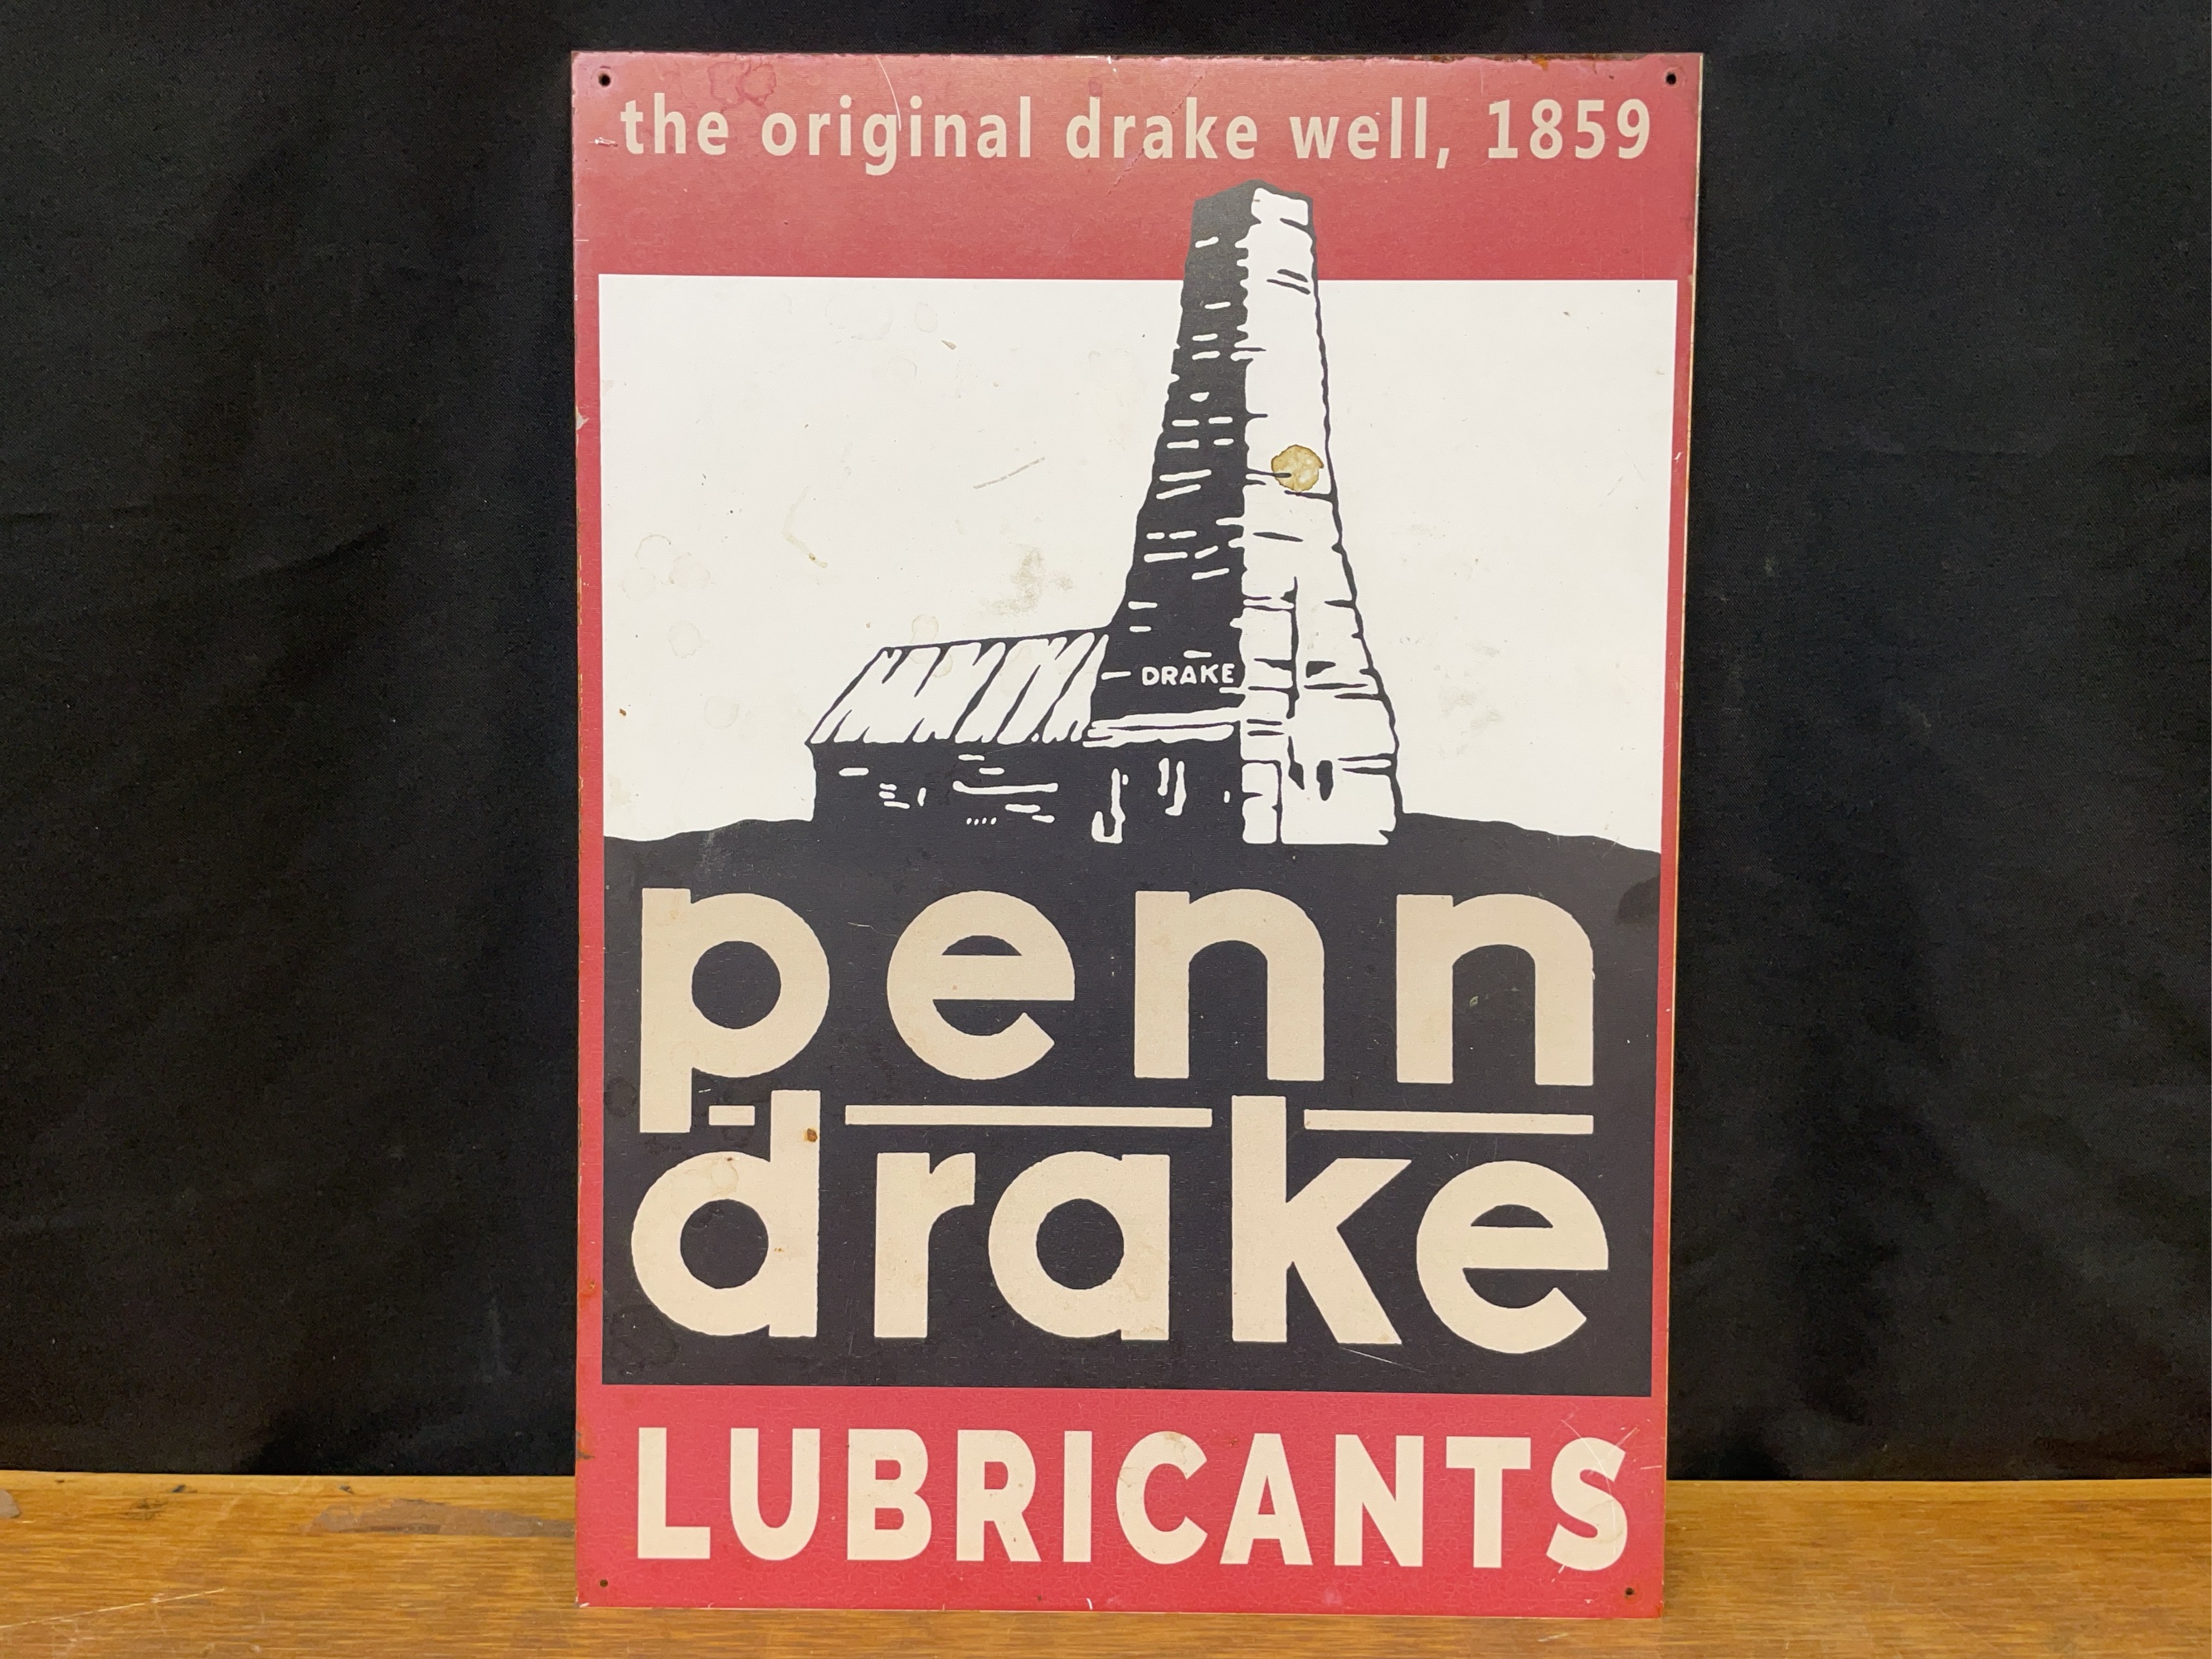 the original drake well, 1859
DRAKE
penn
drake
LUBRICANTS